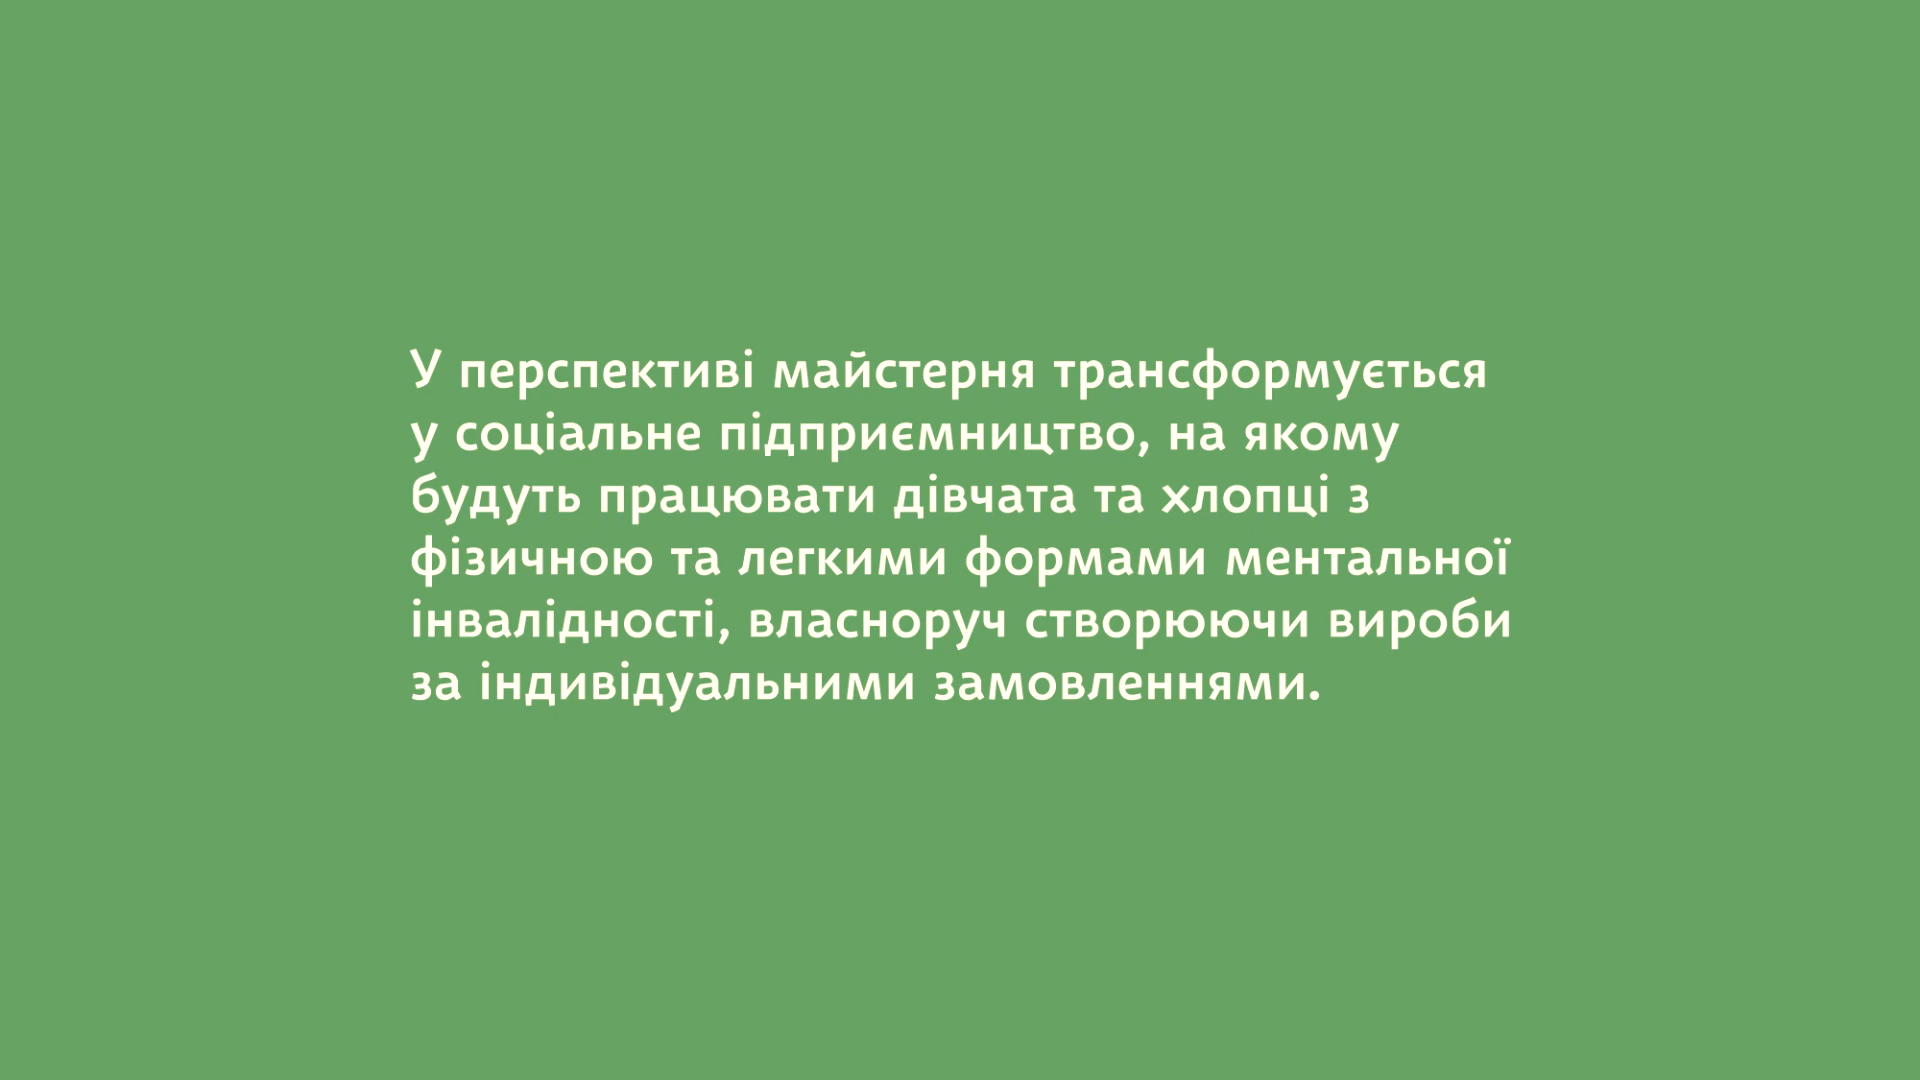 У перспективі майстерня трансформується
у соціальне підприємництво, на якому
будуть працювати дівчата та хлопці з
фізичною та легкими формами ментальної
інвалідності, власноруч створюючи вироби
за індивідуальними замовленнями.